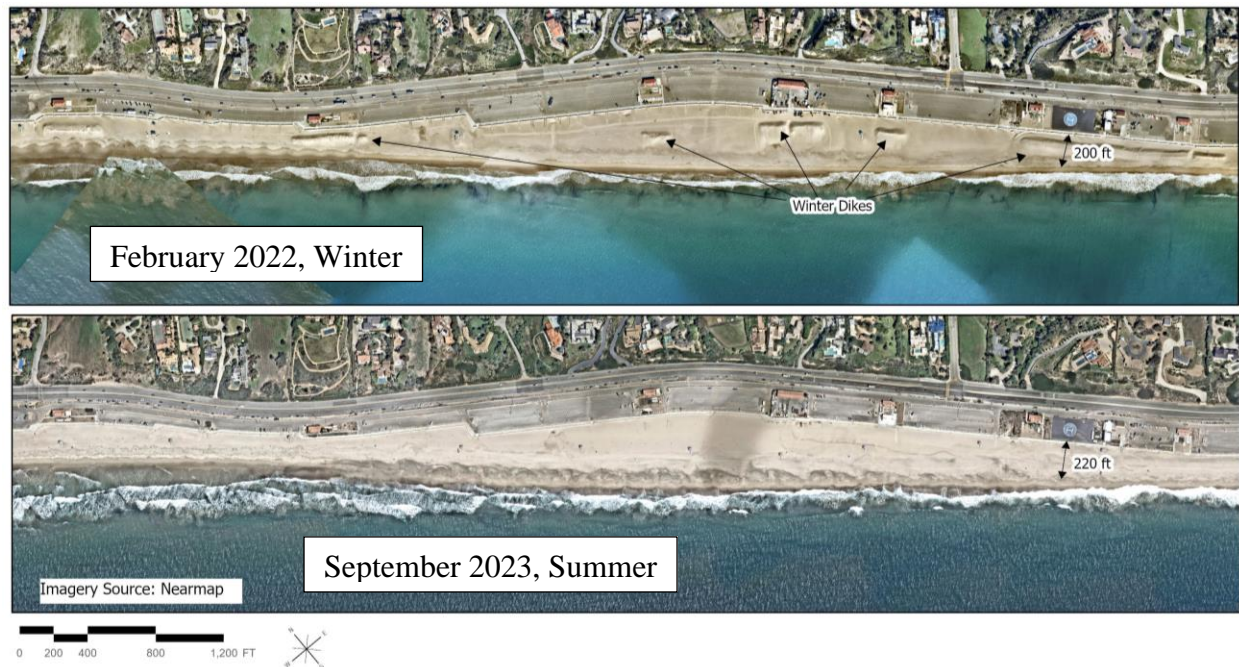 200 ft
Winter Dikes
February 2022, Winter
220 ft
September 2023, Summer
Imagery Source: Nearmap
0 200 400 800 1,200 FT